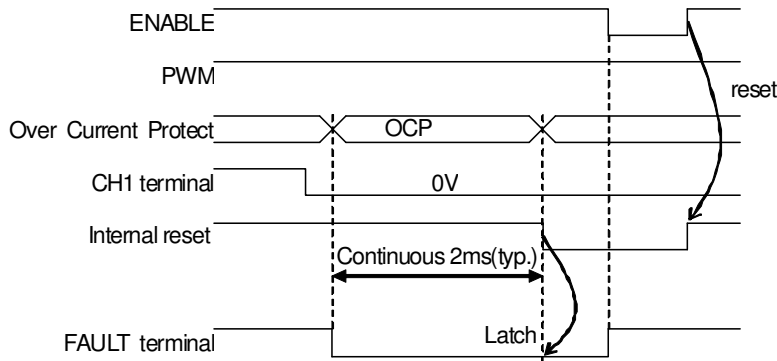 ENABLE
PWM
reset
Over Current Protect
OCP
CH1 terminal
0V
Internal reset
Continuous 2ms(typ.)
Latch
FAULT terminal